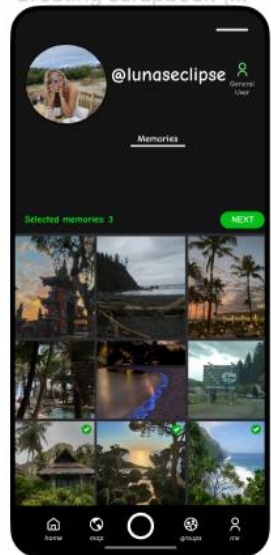 @lunaseclipse
General
User
Memories
Selected memories: 3
NEXT
home
map
groups
me